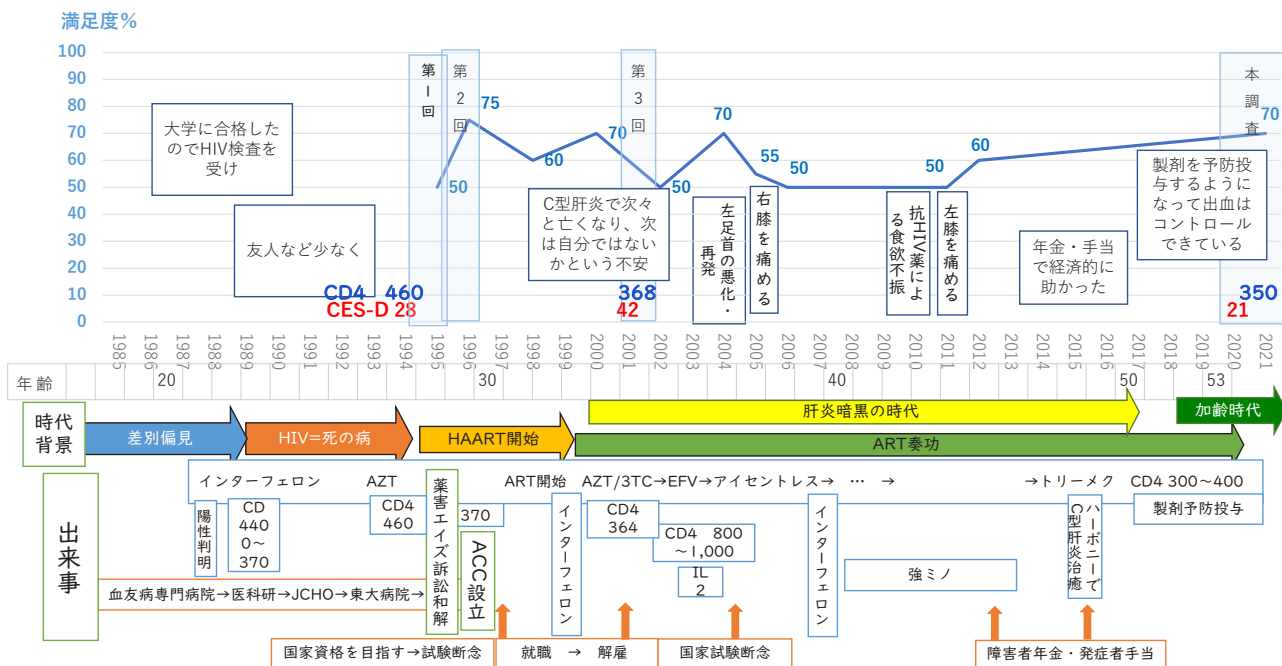 満足度%
100
90
80
70
60
50
40
30
20
10
0
第1回
第2回
第3回
本調査
50
75
60
70
50
70
55
50
50
60
70
大学に合格した
のでHIV検査を
受け
友人など少なく
C型肝炎で次々
と亡くなり、次
は自分ではない
かという不安
左足首の悪化・
再発
右膝を痛める
抗HIV薬によ
る食欲不振
左膝を痛める
年金・手当
で経済的に
助かった
製剤を予防投
与するようにな
なって出血は
コントロール
できている
CD4 460
CES-D 28
368
42
350
21
1985
1986
1989
1990
1991
1992
1993
1994
1995
1996
1997
1998
1999
2000
2001
2002
2003
2004
2005
2006
2007
2008
2009
2010
2011
2012
2013
2014
2015
2016
2017
2018
2019
2020
2021
年齢
20
30
40
50
53
時代
背景
差別偏見
HIV=死の病
HAART開始
肝炎暗黒の時代
ART奏功
加齢時代
出来事
インターフェロン
AZT
ART開始
AZT/3TC→EFV→アイセントレス→ … →
→トリーメク
CD4 300～400
陽性判明
CD
440
0～
370
CD4
460
薬害エイズ訴訟和解
370
ACC設立
インターフェロン
CD4
364
CD4 800
～1,000
IL
2
インターフェロン
強ミノ
ハーボニーで
C型肝炎治癒
製剤予防投与
血友病専門病院→医科研→JCHO→東大病院→
国家資格を目指す→試験断念
就職 → 解雇
国家試験断念
障害者年金・発症者手当